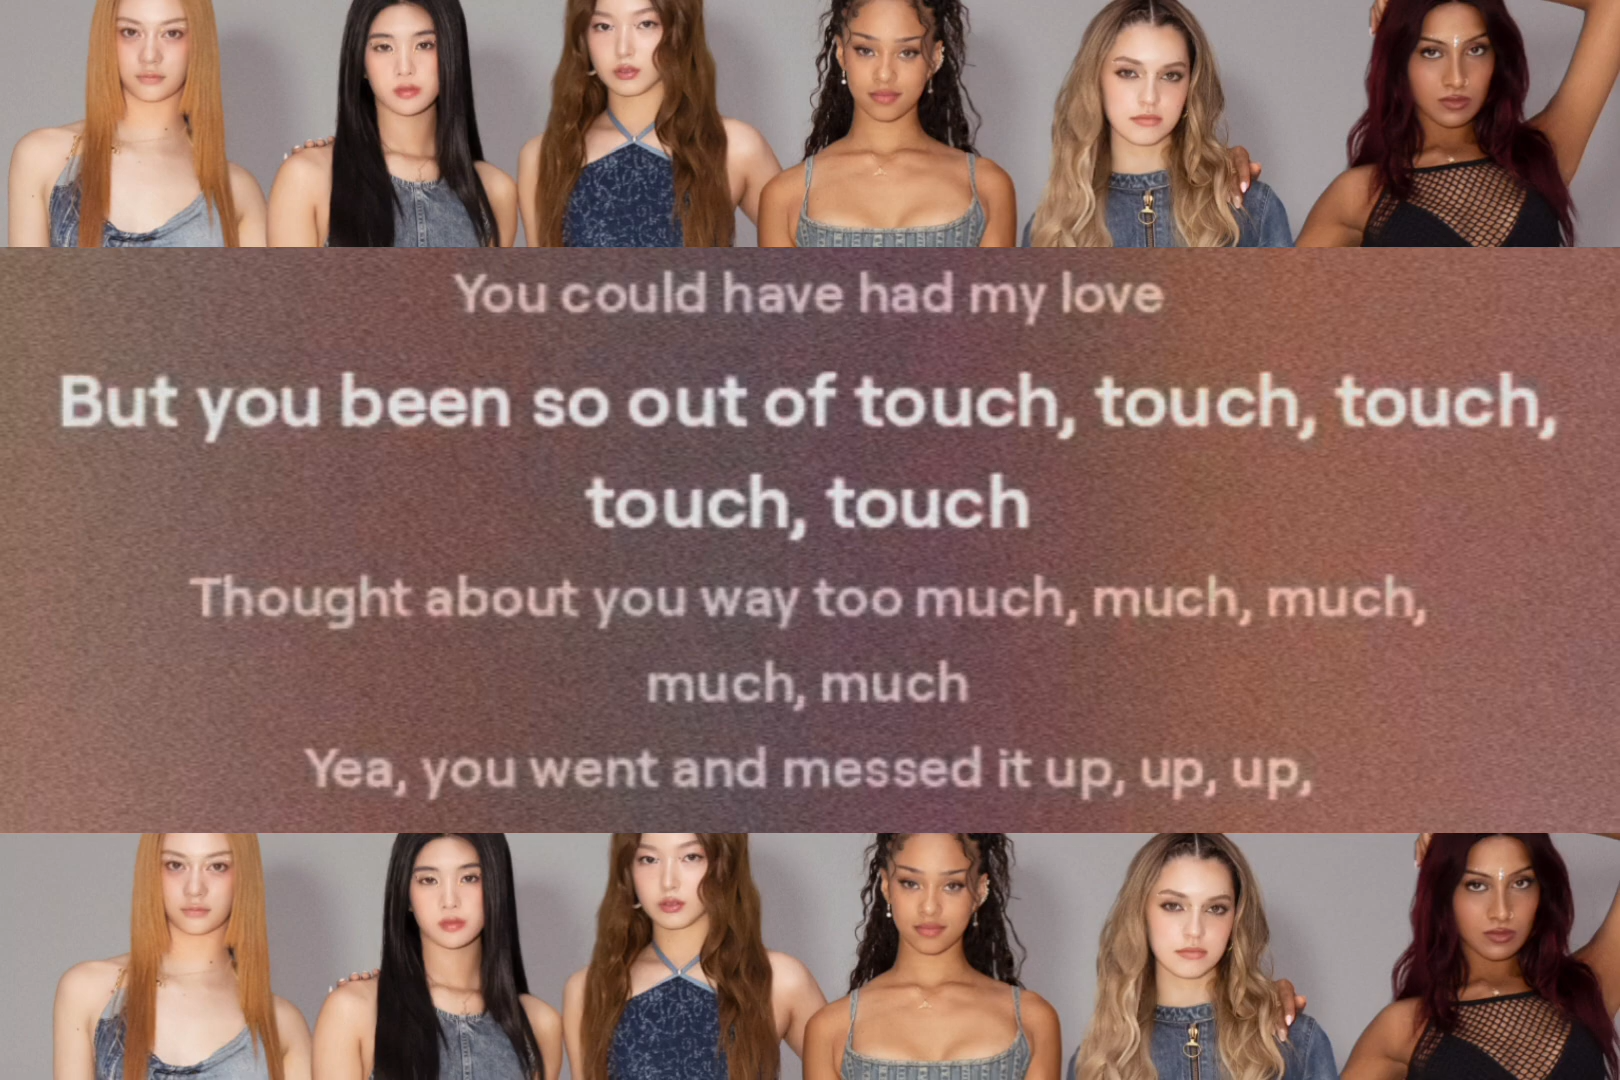 You could have had my love
But you been so out of touch, touch, touch,
touch, touch
Thought about you way too much, much, much,
much, much
Yea, you went and messed it up, up, up,